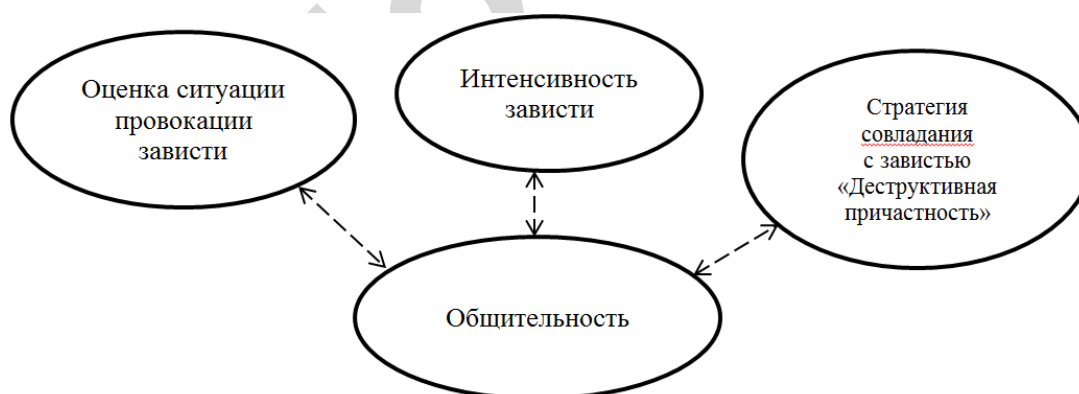 Оценка ситуации
провокации
зависти
Интенсивность
зависти
Стратегия
совладания
с завистью
«Деструктивная
причастность»
Общительность